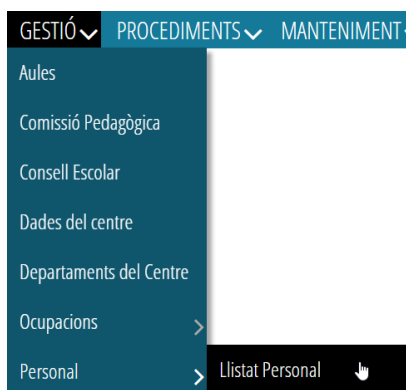 GESTIÓ PROCEDIMENTS MANTENIMENT
Aules
Comissió Pedagògica
Consell Escolar
Dades del centre
Departaments del Centre
Ocupacions
Personal Llistat Personal